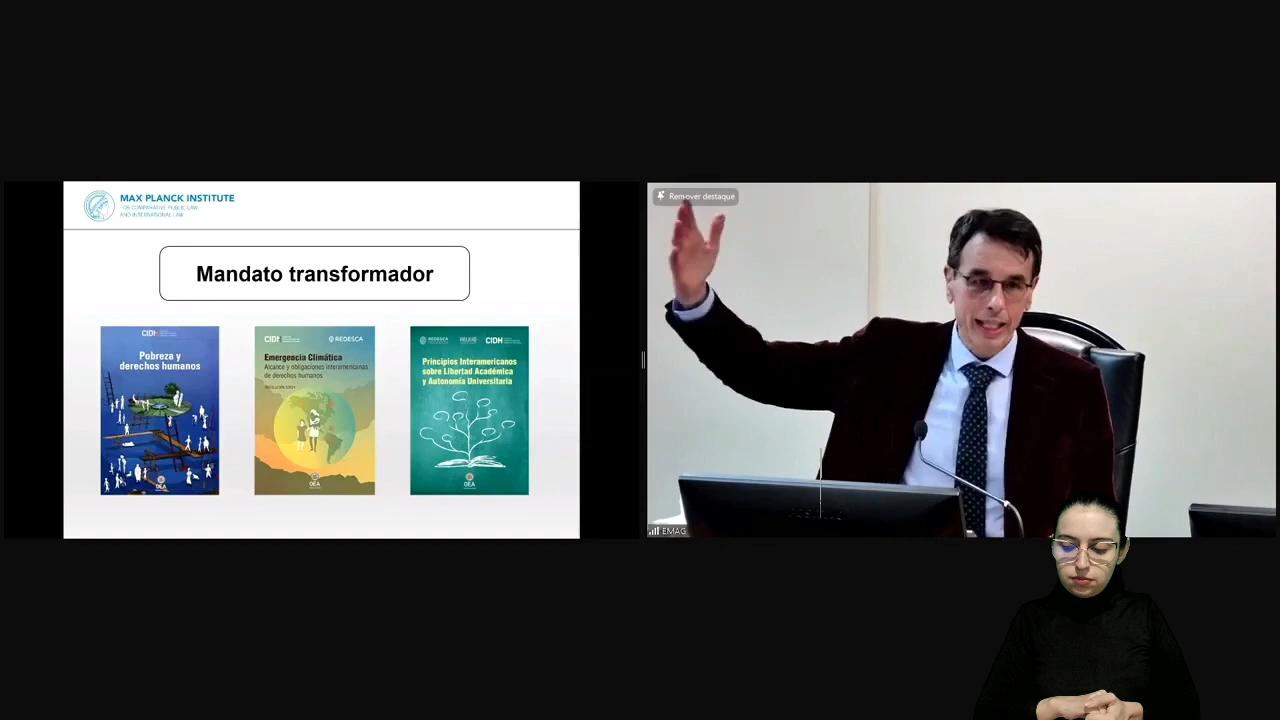 MAX PLANCK INSTITUTE
FOR COMPARATIVE PUBLIC LAW
AND INTERNATIONAL LAW
Mandato transformador
CIDH
Pobreza y
derechos humanos
OEA
CIDH
REDESCA
Emergencia Climática
Alcance y obligaciones interamericanas
de derechos humanos
OEA
REDESCA
CIDH
Principios Interamericanos
sobre Libertad Académica
y Autonomía Universitaria
OEA
Remover destaque
EMAG